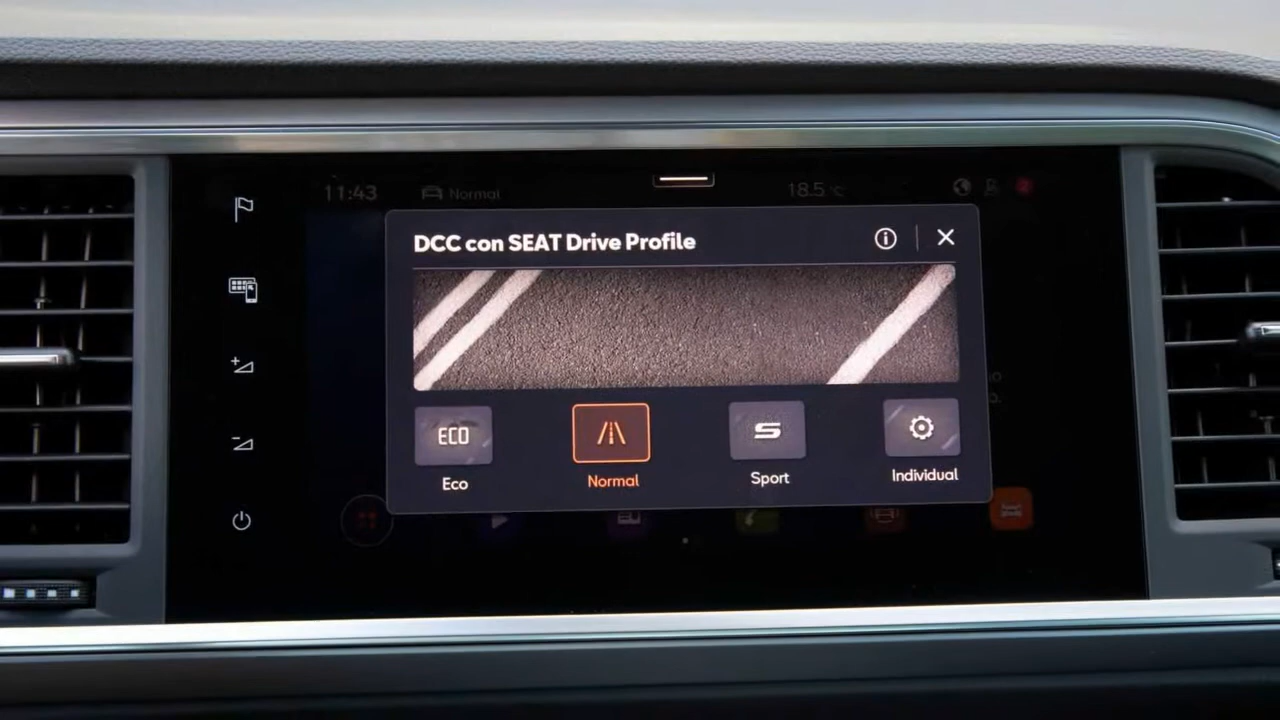 11:43
Normal
18.5 °C
DCC con SEAT Drive Profile
ECO
S
Eco
Normal
Sport
Individual